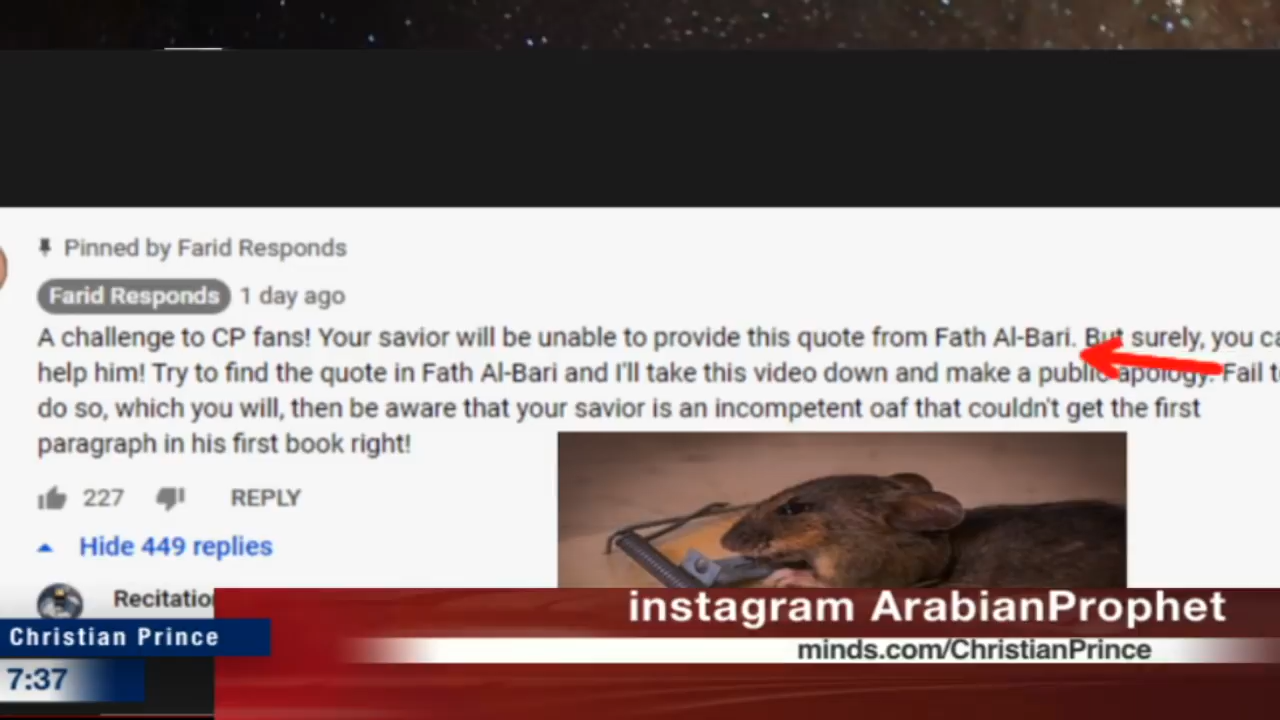 Pinned by Farid Responds
Farid Responds 1 day ago
A challenge to CP fans! Your savior will be unable to provide this quote from Fath Al-Bari. But surely, you
help him! Try to find the quote in Fath Al-Bari and I'll take this video down and make a public apology. Fail
do so, which you will, then be aware that your savior is an incompetent oaf that couldn't get the first
paragraph in his first book right!
227 REPLY
Hide 449 replies
instagram ArabianProphet
Christian Prince
minds.com/ChristianPrince
7:37